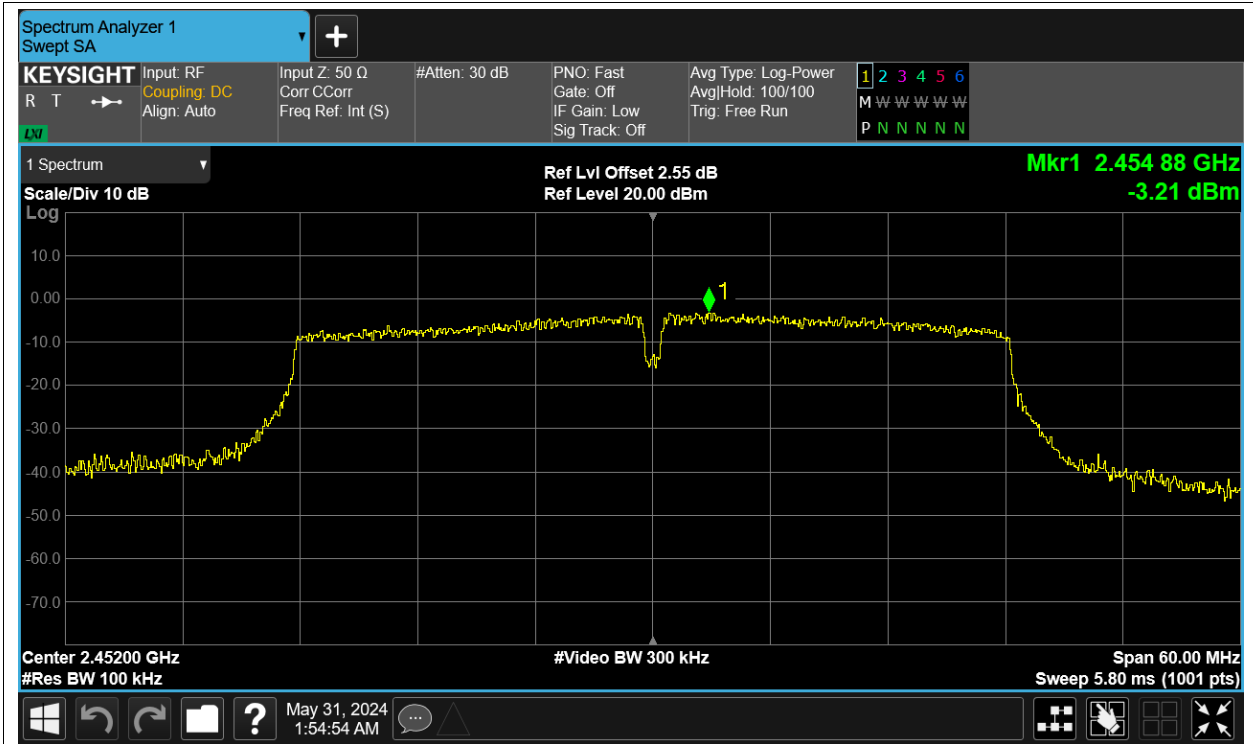 Spectrum Analyzer 1
Swept SA
KEYSIGHT
R T
LXI
Input: RF
Coupling: DC
Align: Auto
Input Z: 50 Ω
Corr CCorr
Freq Ref: Int (S)
#Atten: 30 dB
PNO: Fast
Gate: Off
IF Gain: Low
Sig Track: Off
Avg Type: Log-Power
Avg|Hold: 100/100
Trig: Free Run
1 2 3 4 5 6
M W W W W W
P N N N N N
1 Spectrum
Scale/Div 10 dB
Log
Ref Lvl Offset 2.55 dB
Ref Level 20.00 dBm
Mkr1 2.454 88 GHz
-3.21 dBm
10.0
0.00
-10.0
-20.0
-30.0
-40.0
-50.0
-60.0
-70.0
1
Center 2.45200 GHz
#Res BW 100 kHz
#Video BW 300 kHz
Span 60.00 MHz
Sweep 5.80 ms (1001 pts)
?
May 31, 2024
1:54:54 AM